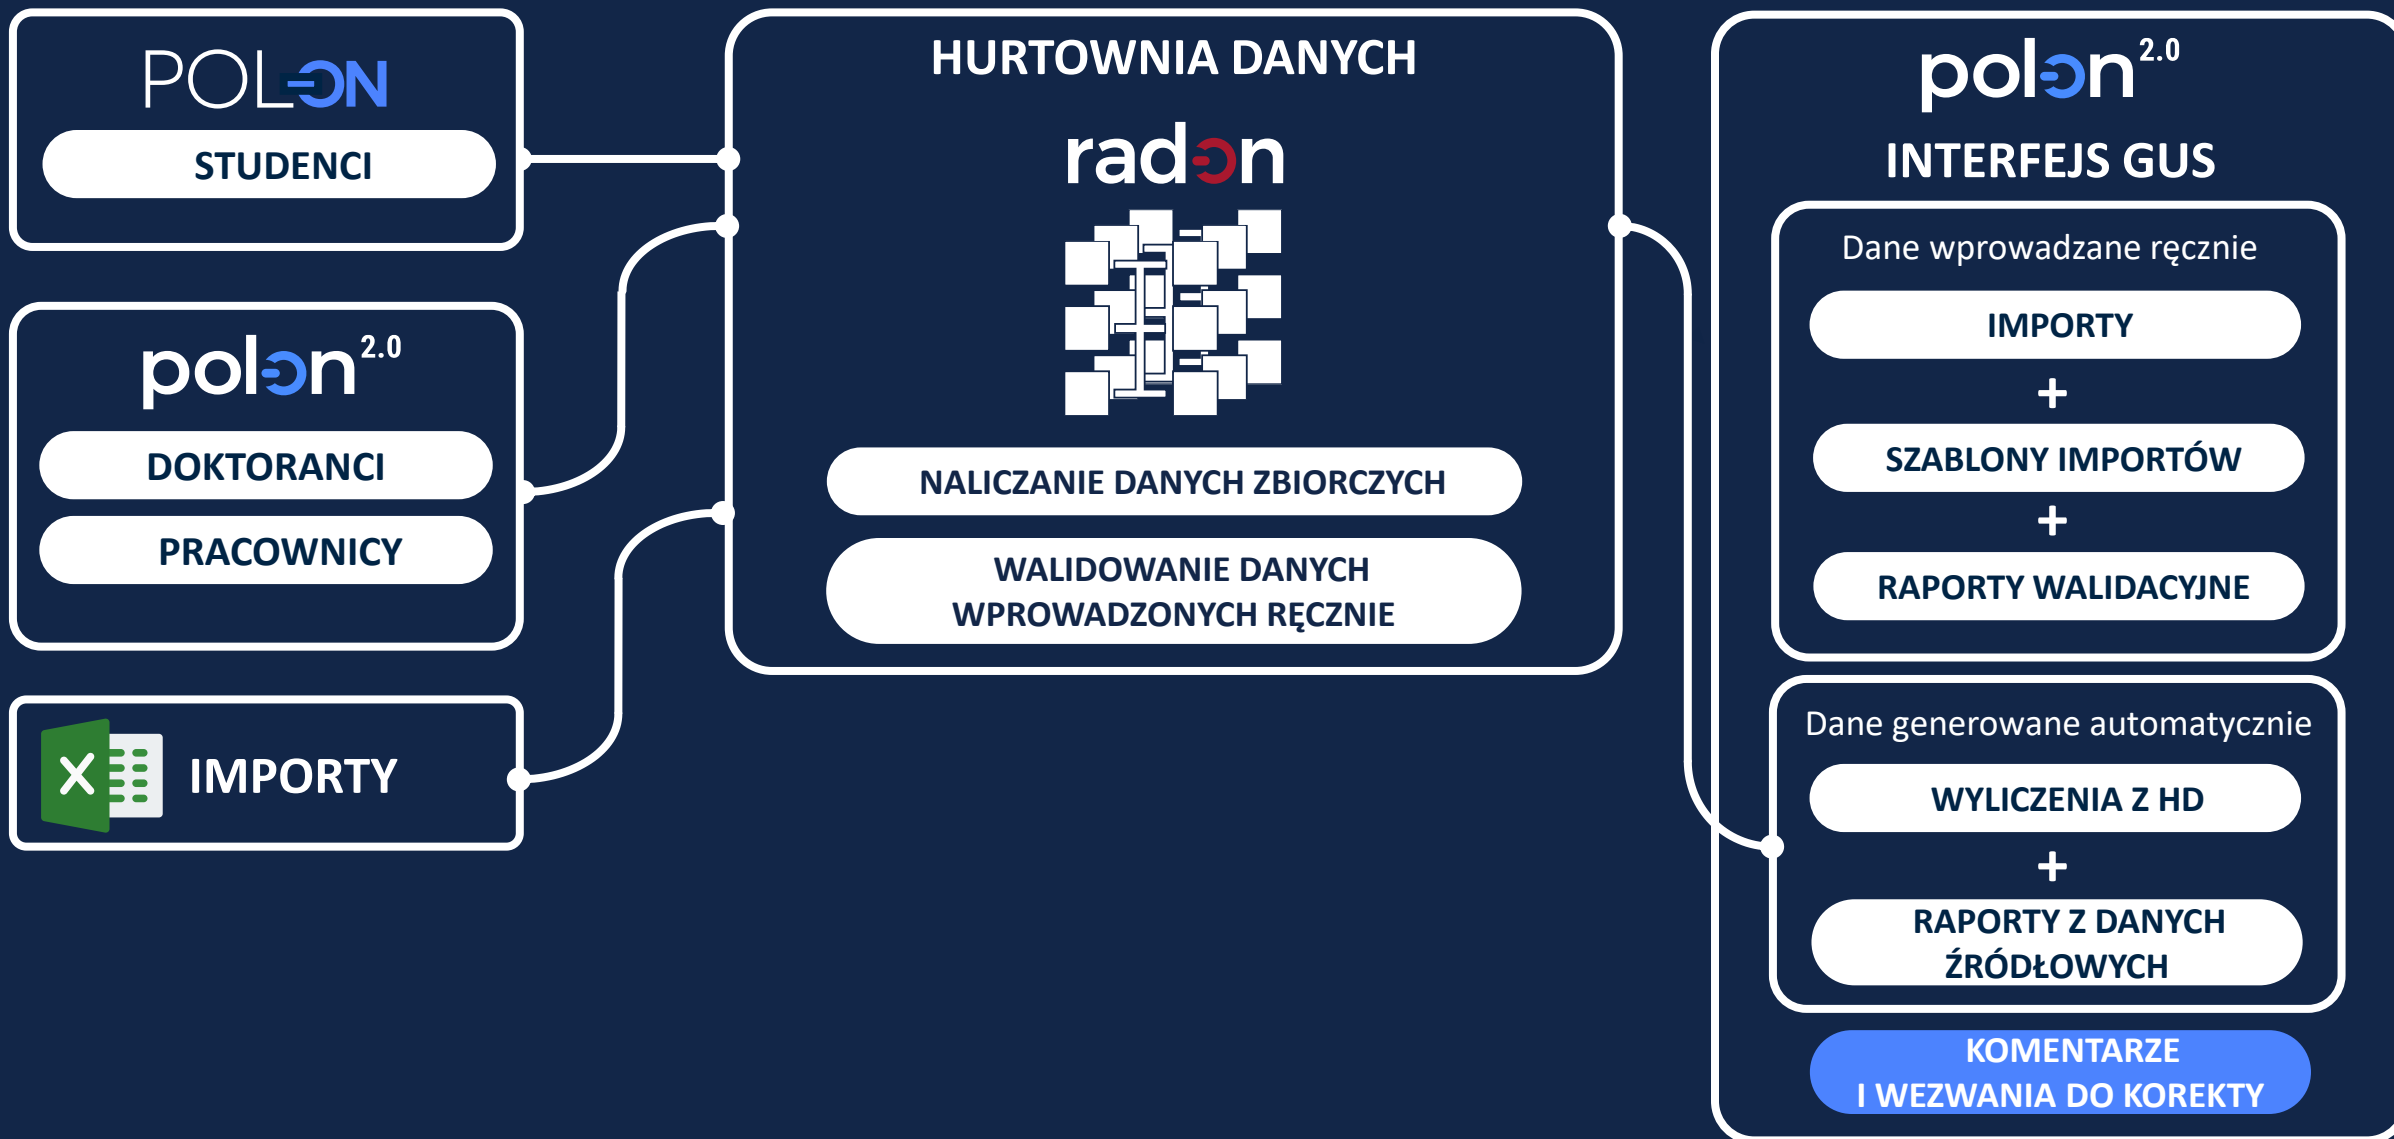 POL-ON
STUDENCI
polon 2.0
DOKTORANCI
PRACOWNICY
X
IMPORTY
HURTOWNIA DANYCH
radon
NALICZANIE DANYCH ZBIORCZYCH
WALIDOWANIE DANYCH
WPROWADZONYCH RĘCZNIE
polon 2.0
INTERFEJS GUS
Dane wprowadzane ręcznie
IMPORTY
+
SZABLONY IMPORTÓW
+
RAPORTY WALIDACYJNE
Dane generowane automatycznie
WYLICZENIA Z HD
+
RAPORTY Z DANYCH
ŹRÓDŁOWYCH
KOMENTARZE
I WEZWANIA DO KOREKTY